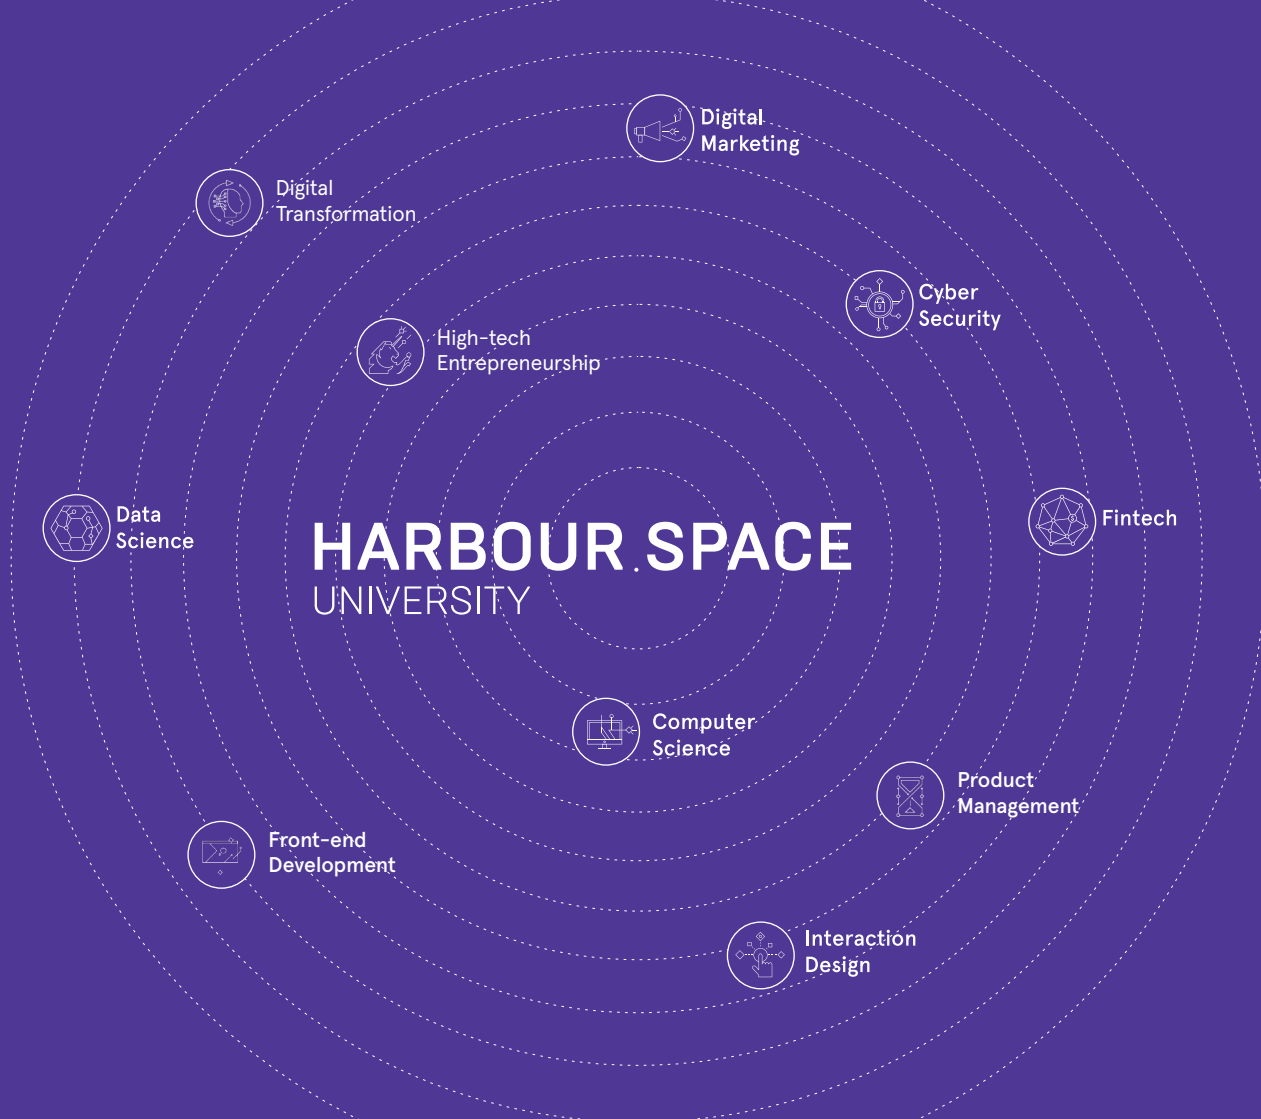 Digital
Marketing
Digital
Transformation
Cyber
Security
High-tech
Entrepreneurship
Data
Science
Fintech
HARBOUR.SPACE
UNIVERSITY
Computer
Science
Product
Management
Front-end
Development
Interaction
Design